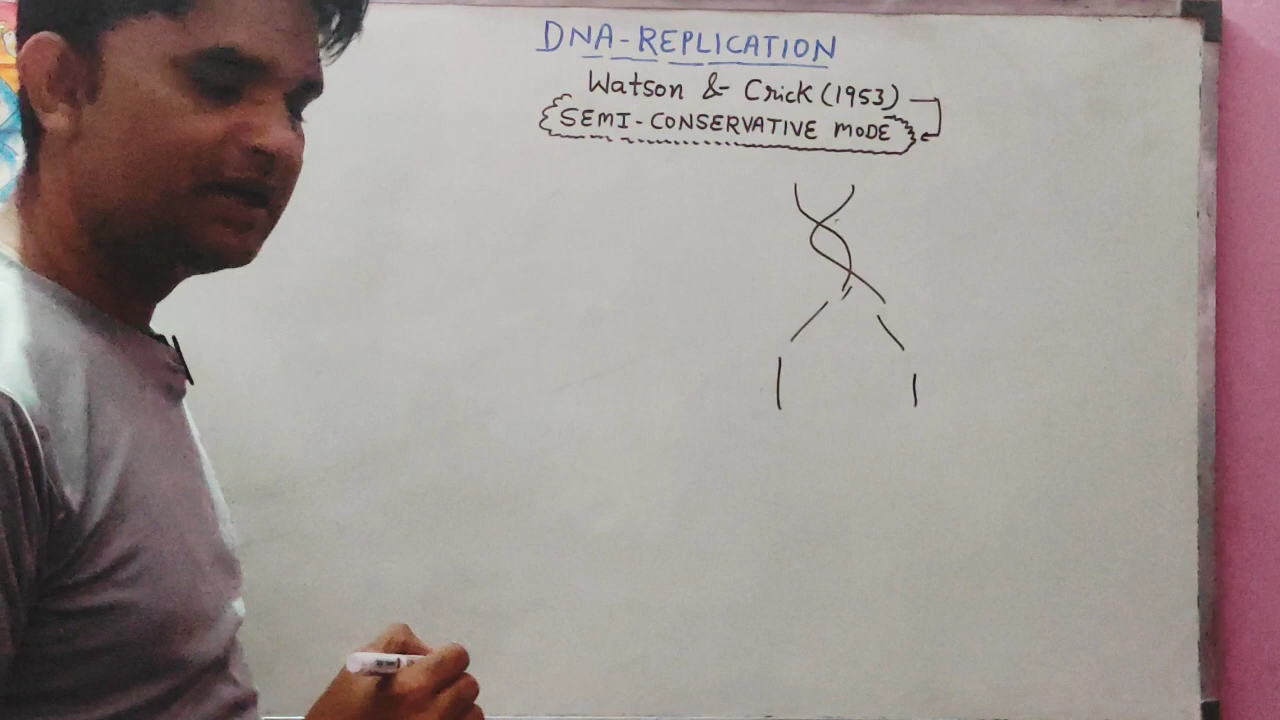 DNA-REPLICATION
Watson & Crick (1953)
SEMI-CONSERVATIVE MODE